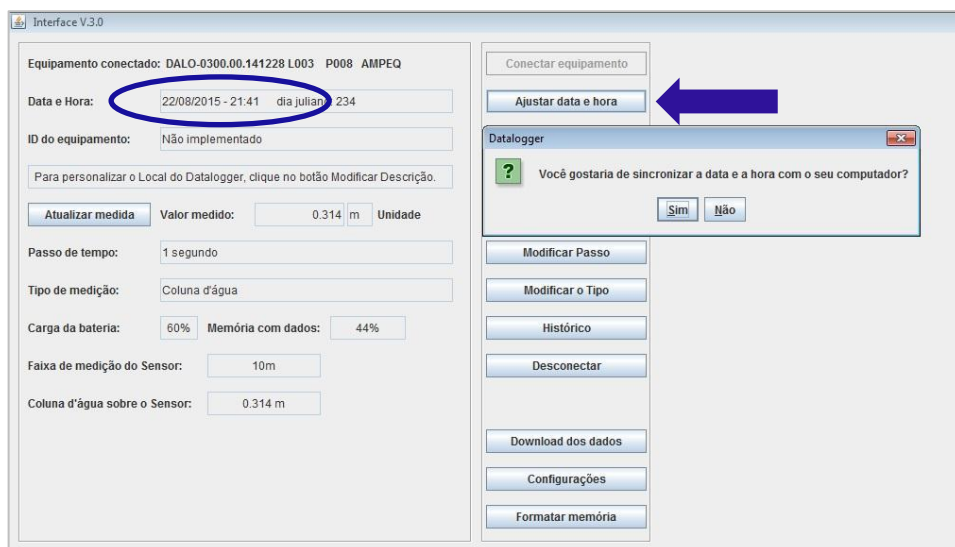 Interface V.3.0
Equipamento conectado: DALO-0300.00.141228 L003 P008 AMPEQ
Data e Hora: 22/08/2015 - 21:41 dia juliano 234
ID do equipamento: Não implementado
Para personalizar o Local do Datalogger, clique no botão Modificar Descrição.
Atualizar medida Valor medido: 0.314 m Unidade
Passo de tempo: 1 segundo
Tipo de medição: Coluna d'água
Carga da bateria: 60% Memória com dados: 44%
Faixa de medição do Sensor: 10m
Coluna d'água sobre o Sensor: 0.314 m
Conectar equipamento
Ajustar data e hora
Datalogger
?
Você gostaria de sincronizar a data e a hora com o seu computador?
Sim Não
Modificar Passo
Modificar o Tipo
Histórico
Desconectar
Download dos dados
Configurações
Formatar memória